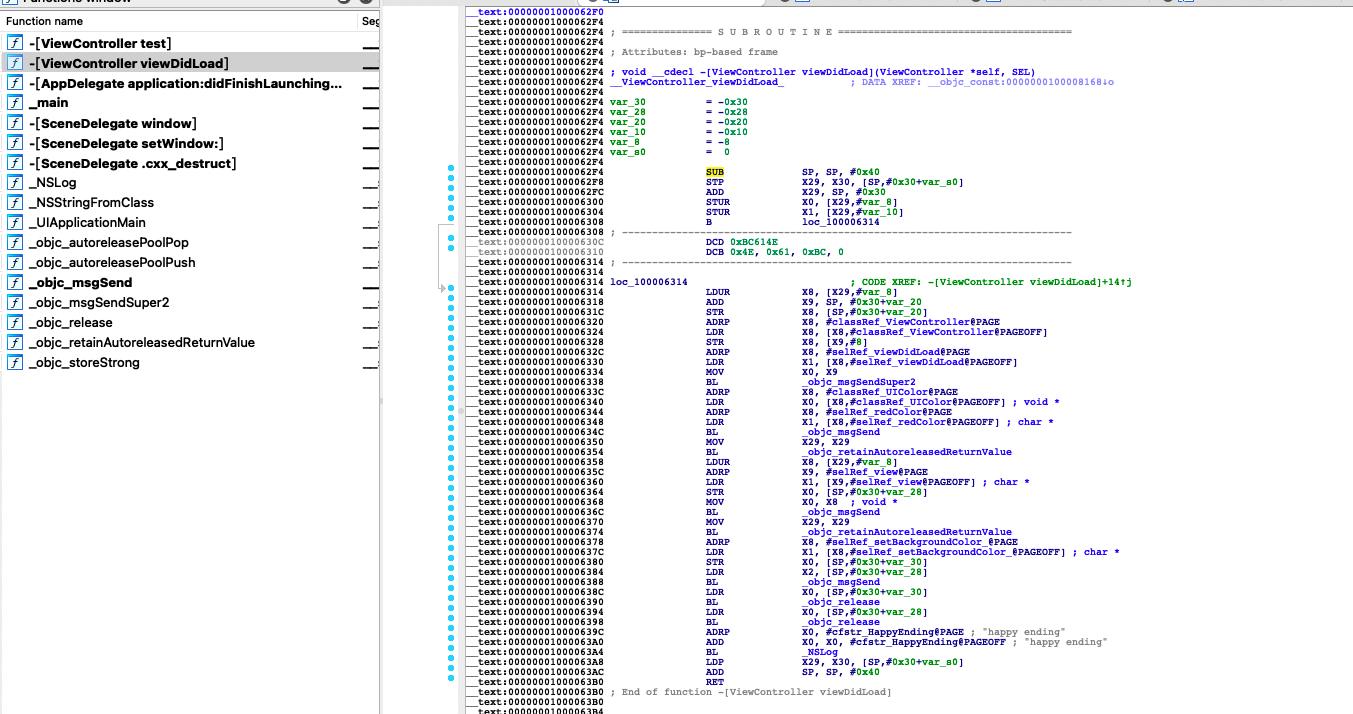 Functions window
Function name Seg
-[ViewController test]
-[ViewController viewDidLoad]
-[AppDelegate application:didFinishLaunching...
_main
-[SceneDelegate window]
-[SceneDelegate setWindow:]
-[SceneDelegate .cxx_destruct]
_NSLog
_NSStringFromClass
_UIApplicationMain
_objc_autoreleasePoolPop
_objc_autoreleasePoolPush
_objc_msgSend
_objc_msgSendSuper2
_objc_release
_objc_retainAutoreleasedReturnValue
_objc_storeStrong
__text:00000001000062F0
__text:00000001000062F4
__text:00000001000062F4 ; =============== S U B R O U T I N E =======================================
__text:00000001000062F4
__text:00000001000062F4 ; Attributes: bp-based frame
__text:00000001000062F4
__text:00000001000062F4 ; void __cdecl -[ViewController viewDidLoad](ViewController *self, SEL)
__text:00000001000062F4 __ViewController_viewDidLoad_ ; DATA XREF: __objc_const:0000000100008168↓o
__text:00000001000062F4
__text:00000001000062F4 var_30 = -0x30
__text:00000001000062F4 var_28 = -0x28
__text:00000001000062F4 var_20 = -0x20
__text:00000001000062F4 var_10 = -0x10
__text:00000001000062F4 var_8 = -8
__text:00000001000062F4 var_s0 = 0
__text:00000001000062F4
__text:00000001000062F4 SUB SP, SP, #0x40
__text:00000001000062F8 STP X29, X30, [SP,#0x30+var_s0]
__text:00000001000062FC ADD X29, SP, #0x30
__text:0000000100006300 STUR X0, [X29,#var_8]
__text:0000000100006304 STUR X1, [X29,#var_10]
__text:0000000100006308 B loc_100006314
__text:0000000100006308 ; ---------------------------------------------------------------------------
__text:000000010000630C DCD 0xBC614E
__text:0000000100006310 DCB 0x4E, 0x61, 0xBC, 0
__text:0000000100006314 ; ---------------------------------------------------------------------------
__text:0000000100006314
__text:0000000100006314 loc_100006314 ; CODE XREF: -[ViewController viewDidLoad]+14↑j
__text:0000000100006314 LDUR X8, [X29,#var_8]
__text:0000000100006318 ADD X9, SP, #0x30+var_20
__text:000000010000631C STR X8, [SP,#0x30+var_20]
__text:0000000100006320 ADRP X8, #classRef_ViewController@PAGE
__text:0000000100006324 LDR X8, [X8,#classRef_ViewController@PAGEOFF]
__text:0000000100006328 STR X8, [X9,#8]
__text:000000010000632C ADRP X8, #selRef_viewDidLoad@PAGE
__text:0000000100006330 LDR X1, [X8,#selRef_viewDidLoad@PAGEOFF]
__text:0000000100006334 MOV X0, X9
__text:0000000100006338 BL _objc_msgSendSuper2
__text:000000010000633C ADRP X8, #classRef_UIColor@PAGE
__text:0000000100006340 LDR X0, [X8,#classRef_UIColor@PAGEOFF] ; void *
__text:0000000100006344 ADRP X8, #selRef_redColor@PAGE
__text:0000000100006348 LDR X1, [X8,#selRef_redColor@PAGEOFF] ; char *
__text:000000010000634C BL _objc_msgSend
__text:0000000100006350 MOV X29, X29
__text:0000000100006354 BL _objc_retainAutoreleasedReturnValue
__text:0000000100006358 LDUR X8, [X29,#var_8]
__text:000000010000635C ADRP X9, #selRef_view@PAGE
__text:0000000100006360 LDR X1, [X9,#selRef_view@PAGEOFF] ; char *
__text:0000000100006364 STR X0, [SP,#0x30+var_28]
__text:0000000100006368 MOV X0, X8 ; void *
__text:000000010000636C BL _objc_msgSend
__text:0000000100006370 MOV X29, X29
__text:0000000100006374 BL _objc_retainAutoreleasedReturnValue
__text:0000000100006378 ADRP X8, #selRef_setBackgroundColor_@PAGE
__text:000000010000637C LDR X1, [X8,#selRef_setBackgroundColor_@PAGEOFF] ; char *
__text:0000000100006380 STR X0, [SP,#0x30+var_30]
__text:0000000100006384 LDR X2, [SP,#0x30+var_28]
__text:0000000100006388 BL _objc_msgSend
__text:000000010000638C LDR X0, [SP,#0x30+var_30]
__text:0000000100006390 BL _objc_release
__text:0000000100006394 LDR X0, [SP,#0x30+var_28]
__text:0000000100006398 BL _objc_release
__text:000000010000639C ADRP X0, #cfstr_HappyEnding@PAGE ; "happy ending"
__text:00000001000063A0 ADD X0, X0, #cfstr_HappyEnding@PAGEOFF ; "happy ending"
__text:00000001000063A4 BL _NSLog
__text:00000001000063A8 LDP X29, X30, [SP,#0x30+var_s0]
__text:00000001000063AC ADD SP, SP, #0x40
__text:00000001000063B0 RET
__text:00000001000063B0 ; End of function -[ViewController viewDidLoad]
__text:00000001000063B0
__text:00000001000063B4